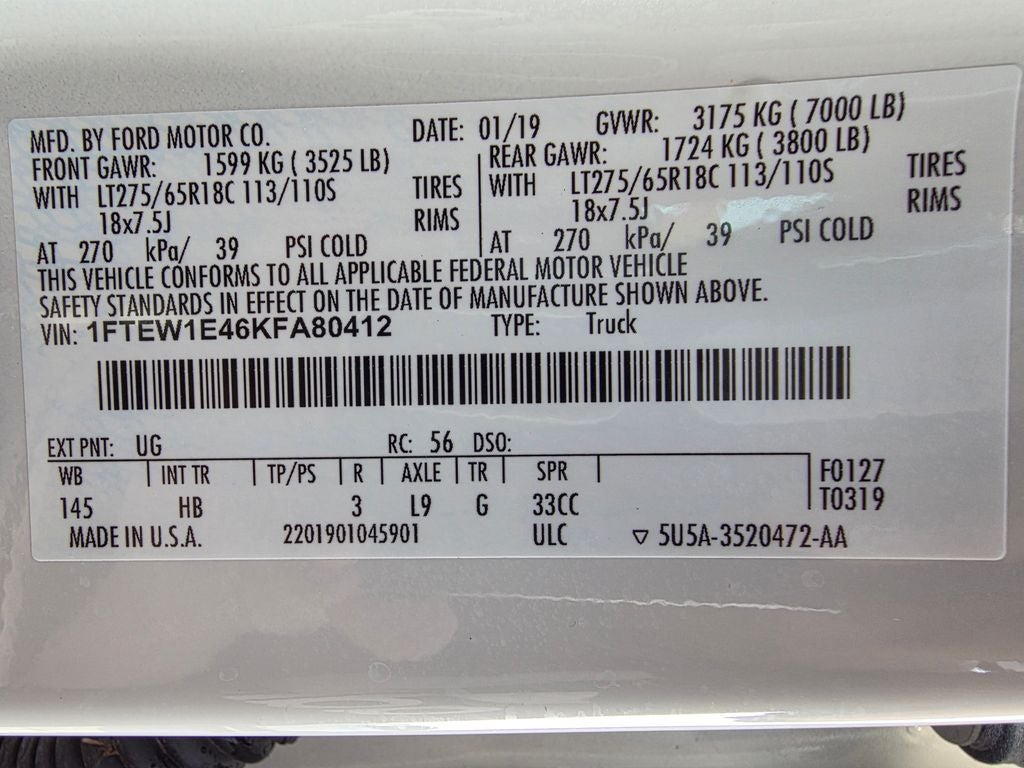 MFD. BY FORD MOTOR CO. DATE: 01/19 GVWR: 3175 KG ( 7000 LB)
FRONT GAWR: 1599 KG ( 3525 LB) REAR GAWR: 1724 KG ( 3800 LB)
WITH LT275/65R18C 113/110S TIRES WITH LT275/65R18C 113/110S TIRES
18x7.5J RIMS 18x7.5J RIMS
AT 270 kPa/ 39 PSI COLD AT 270 kPa/ 39 PSI COLD
THIS VEHICLE CONFORMS TO ALL APPLICABLE FEDERAL MOTOR VEHICLE
SAFETY STANDARDS IN EFFECT ON THE DATE OF MANUFACTURE SHOWN ABOVE.
VIN: 1FTEW1E46KFA80412 TYPE: Truck
EXT PNT: UG RC: 56 DSO:
WB INT TR TP/PS R AXLE TR SPR F0127
145 HB 3 L9 G 33CC T0319
MADE IN U.S.A. 2201901045901 ULC ▽ 5U5A-3520472-AA